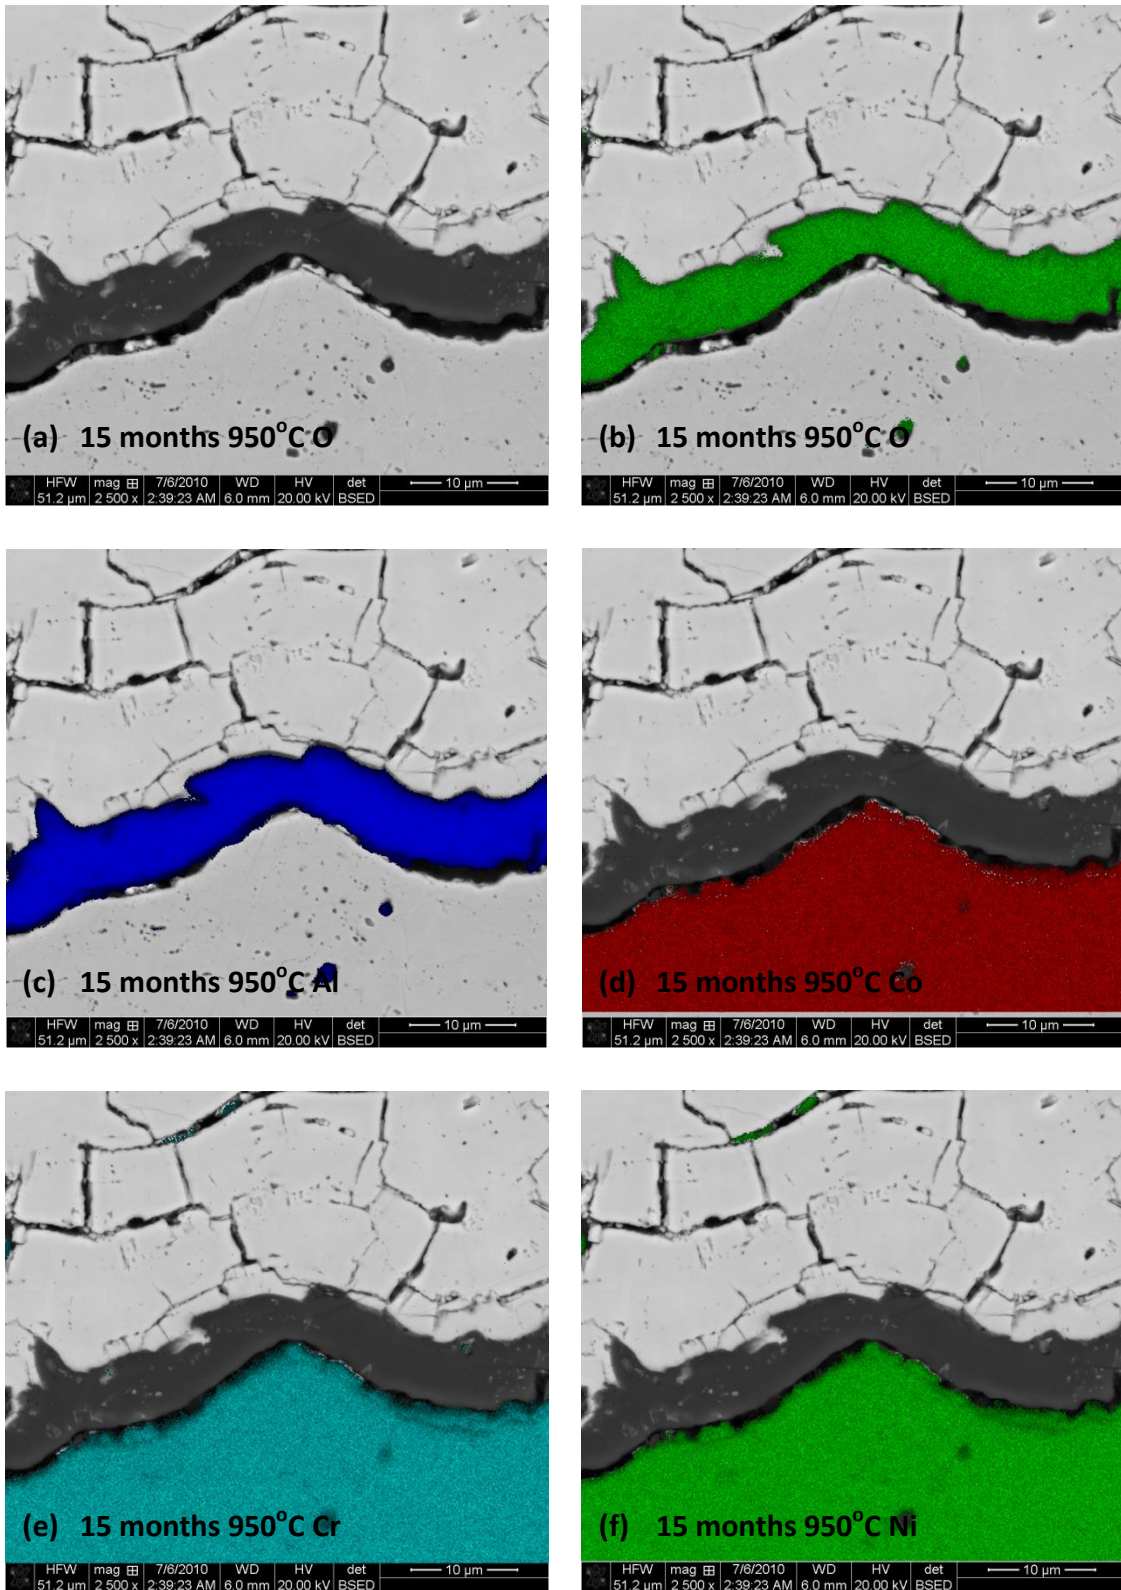 (a) 15 months 950°C O
HFW mag ⊞ 7/6/2010 WD HV det 10 µm
51.2 µm 2 500 x 2:39:23 AM 6.0 mm 20.00 kV BSED
(b) 15 months 950°C O
HFW mag ⊞ 7/6/2010 WD HV det 10 µm
51.2 µm 2 500 x 2:39:23 AM 6.0 mm 20.00 kV BSED
(c) 15 months 950°C Al
HFW mag ⊞ 7/6/2010 WD HV det 10 µm
51.2 µm 2 500 x 2:39:23 AM 6.0 mm 20.00 kV BSED
(d) 15 months 950°C Co
HFW mag ⊞ 7/6/2010 WD HV det 10 µm
51.2 µm 2 500 x 2:39:23 AM 6.0 mm 20.00 kV BSED
(e) 15 months 950°C Cr
HFW mag ⊞ 7/6/2010 WD HV det 10 µm
51.2 µm 2 500 x 2:39:23 AM 6.0 mm 20.00 kV BSED
(f) 15 months 950°C Ni
HFW mag ⊞ 7/6/2010 WD HV det 10 µm
51.2 µm 2 500 x 2:39:23 AM 6.0 mm 20.00 kV BSED